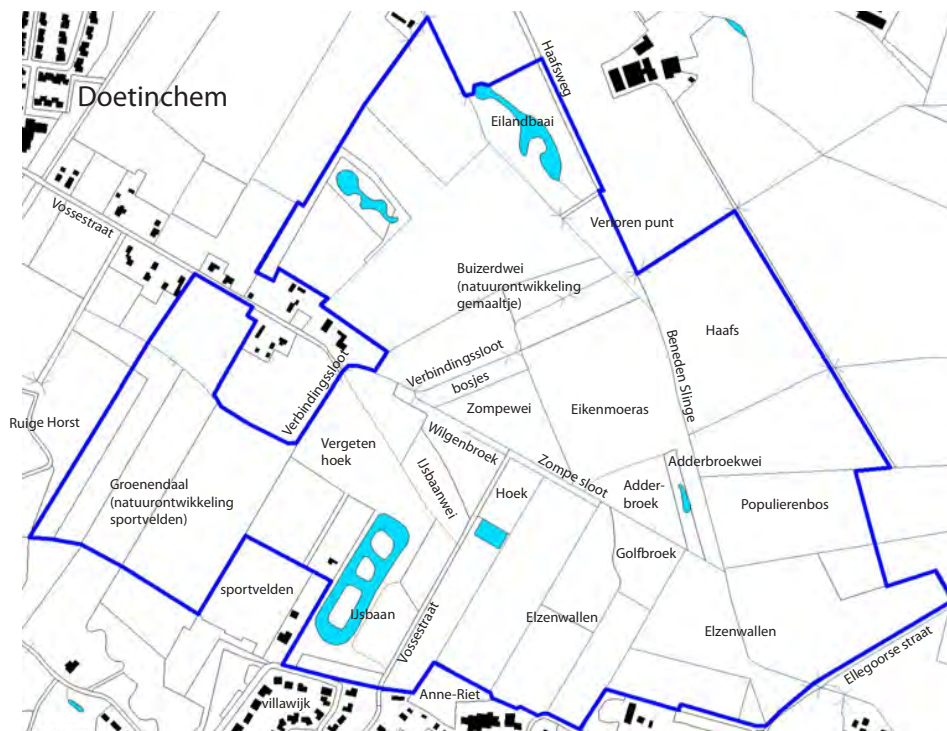 Haafsweg
Doetinchem
Eilandbaai
Vossestraat
Verloren punt
Buizerdwei
(natuurontwikkeling
gemaaltje)
Haafs
Beneden Slinge
Verbindingssloot
Verbindingssloot
bosjes
Zompewei
Eikenmoeras
Ruige Horst
Vergeten
hoek
Wilgenbroek
IJsbaanwei
Zompe sloot
Adderbroekwei
Groenendaal
(natuurontwikkeling
sportvelden)
Hoek
Adder-
broek
Populierenbos
Golfbroek
sportvelden
IJsbaan
Elzenwallen
Elzenwallen
Vossestraat
Ellegoorse straat
Anne-Riet
villawijk